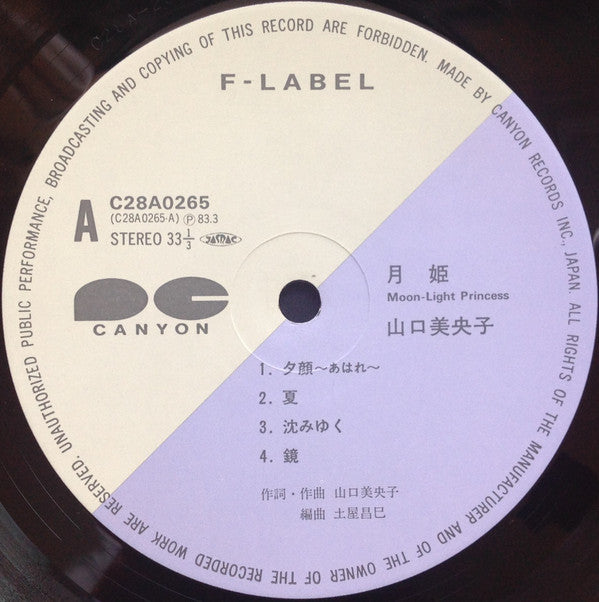 UNAUTHORIZED PUBLIC PERFORMANCE, BROADCASTING AND COPYING OF THIS RECORD ARE FORBIDDEN. MADE BY CANYON RECORDS INC., JAPAN ALL RIGHTS OF THE MANUFACTURER AND OF THE OWNER OF THE RECORDED WORK ARE RESERVED.
F-LABEL
A
C28A0265
(C28A0265-A) Ⓟ 83.3
STEREO 33 1/3 JASRAC
CANYON
月 姫
Moon-Light Princess
山口美央子
1. 夕顔〜あはれ〜
2. 夏
3. 沈みゆく
4. 鏡
作詞・作曲 山口美央子
編曲 土屋昌巳